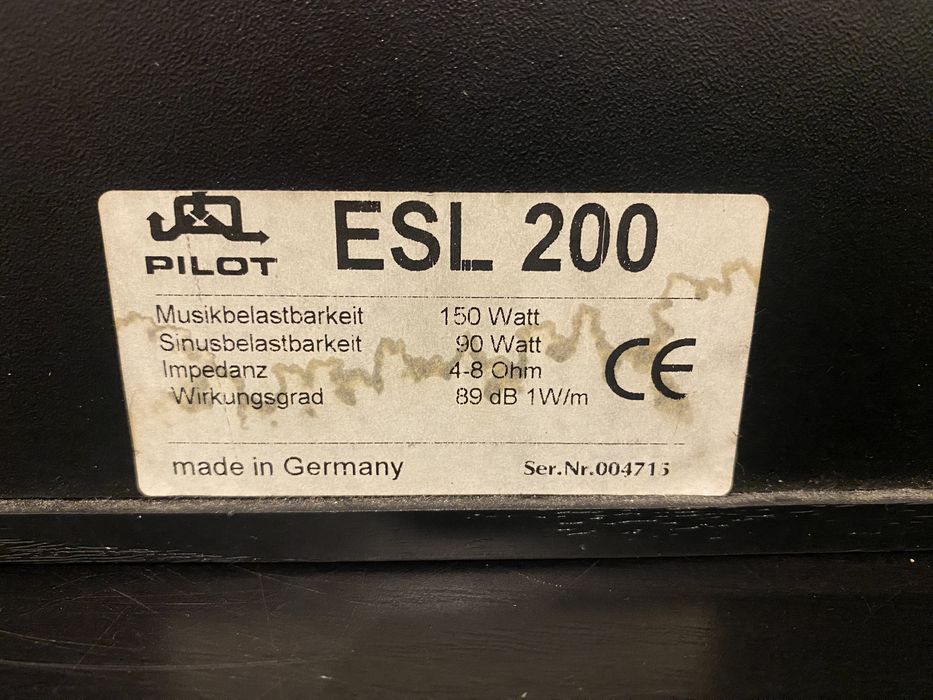 PILOT
ESL 200
Musikbelastbarkeit 150 Watt
Sinusbelastbarkeit 90 Watt
Impedanz 4-8 Ohm
Wirkungsgrad 89 dB 1W/m
CE
made in Germany
Ser.Nr.004715